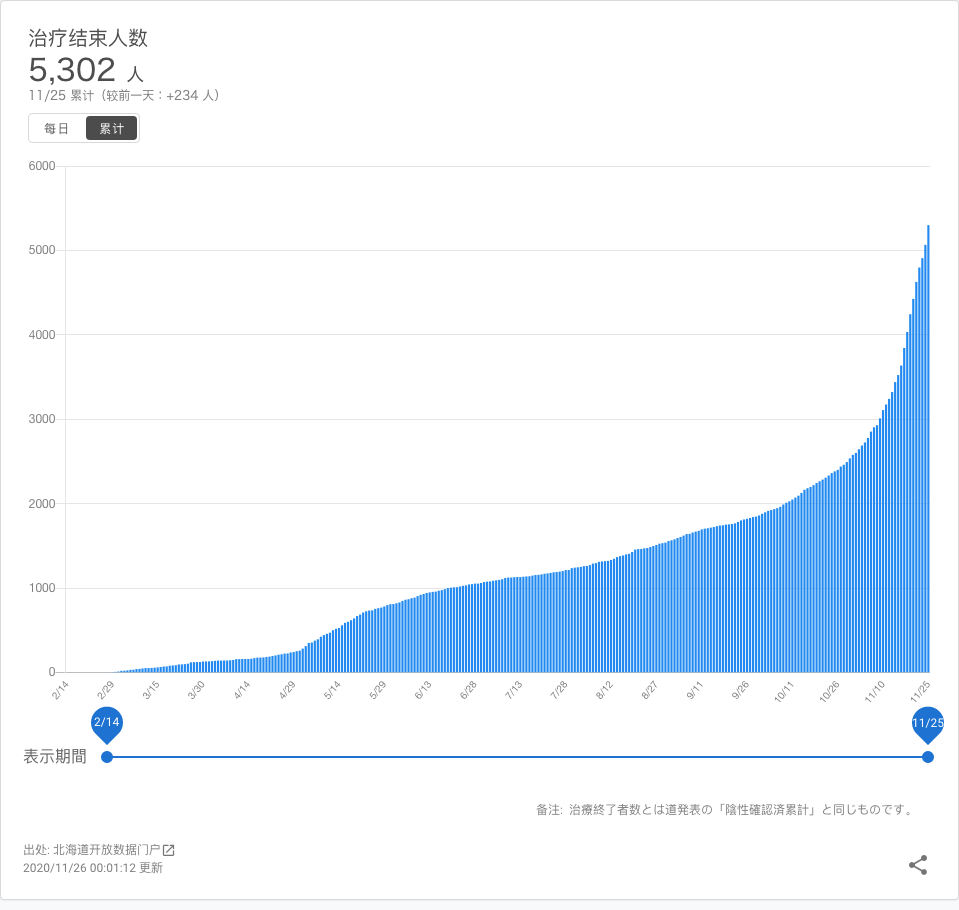 治疗结束人数
5,302 人
11/25 累计（较前一天：+234 人）
每日 累计
6000
5000
4000
3000
2000
1000
0
2/14 2/29 3/15 3/30 4/14 4/29 5/14 5/29 6/13 6/28 7/13 7/28 8/12 8/27 9/11 9/26 10/11 10/26 11/10 11/25
2/14 11/25
表示期間
备注: 治療終了者数とは道発表の「陰性確認済累計」と同じものです。
出处: 北海道开放数据门户
2020/11/26 00:01:12 更新